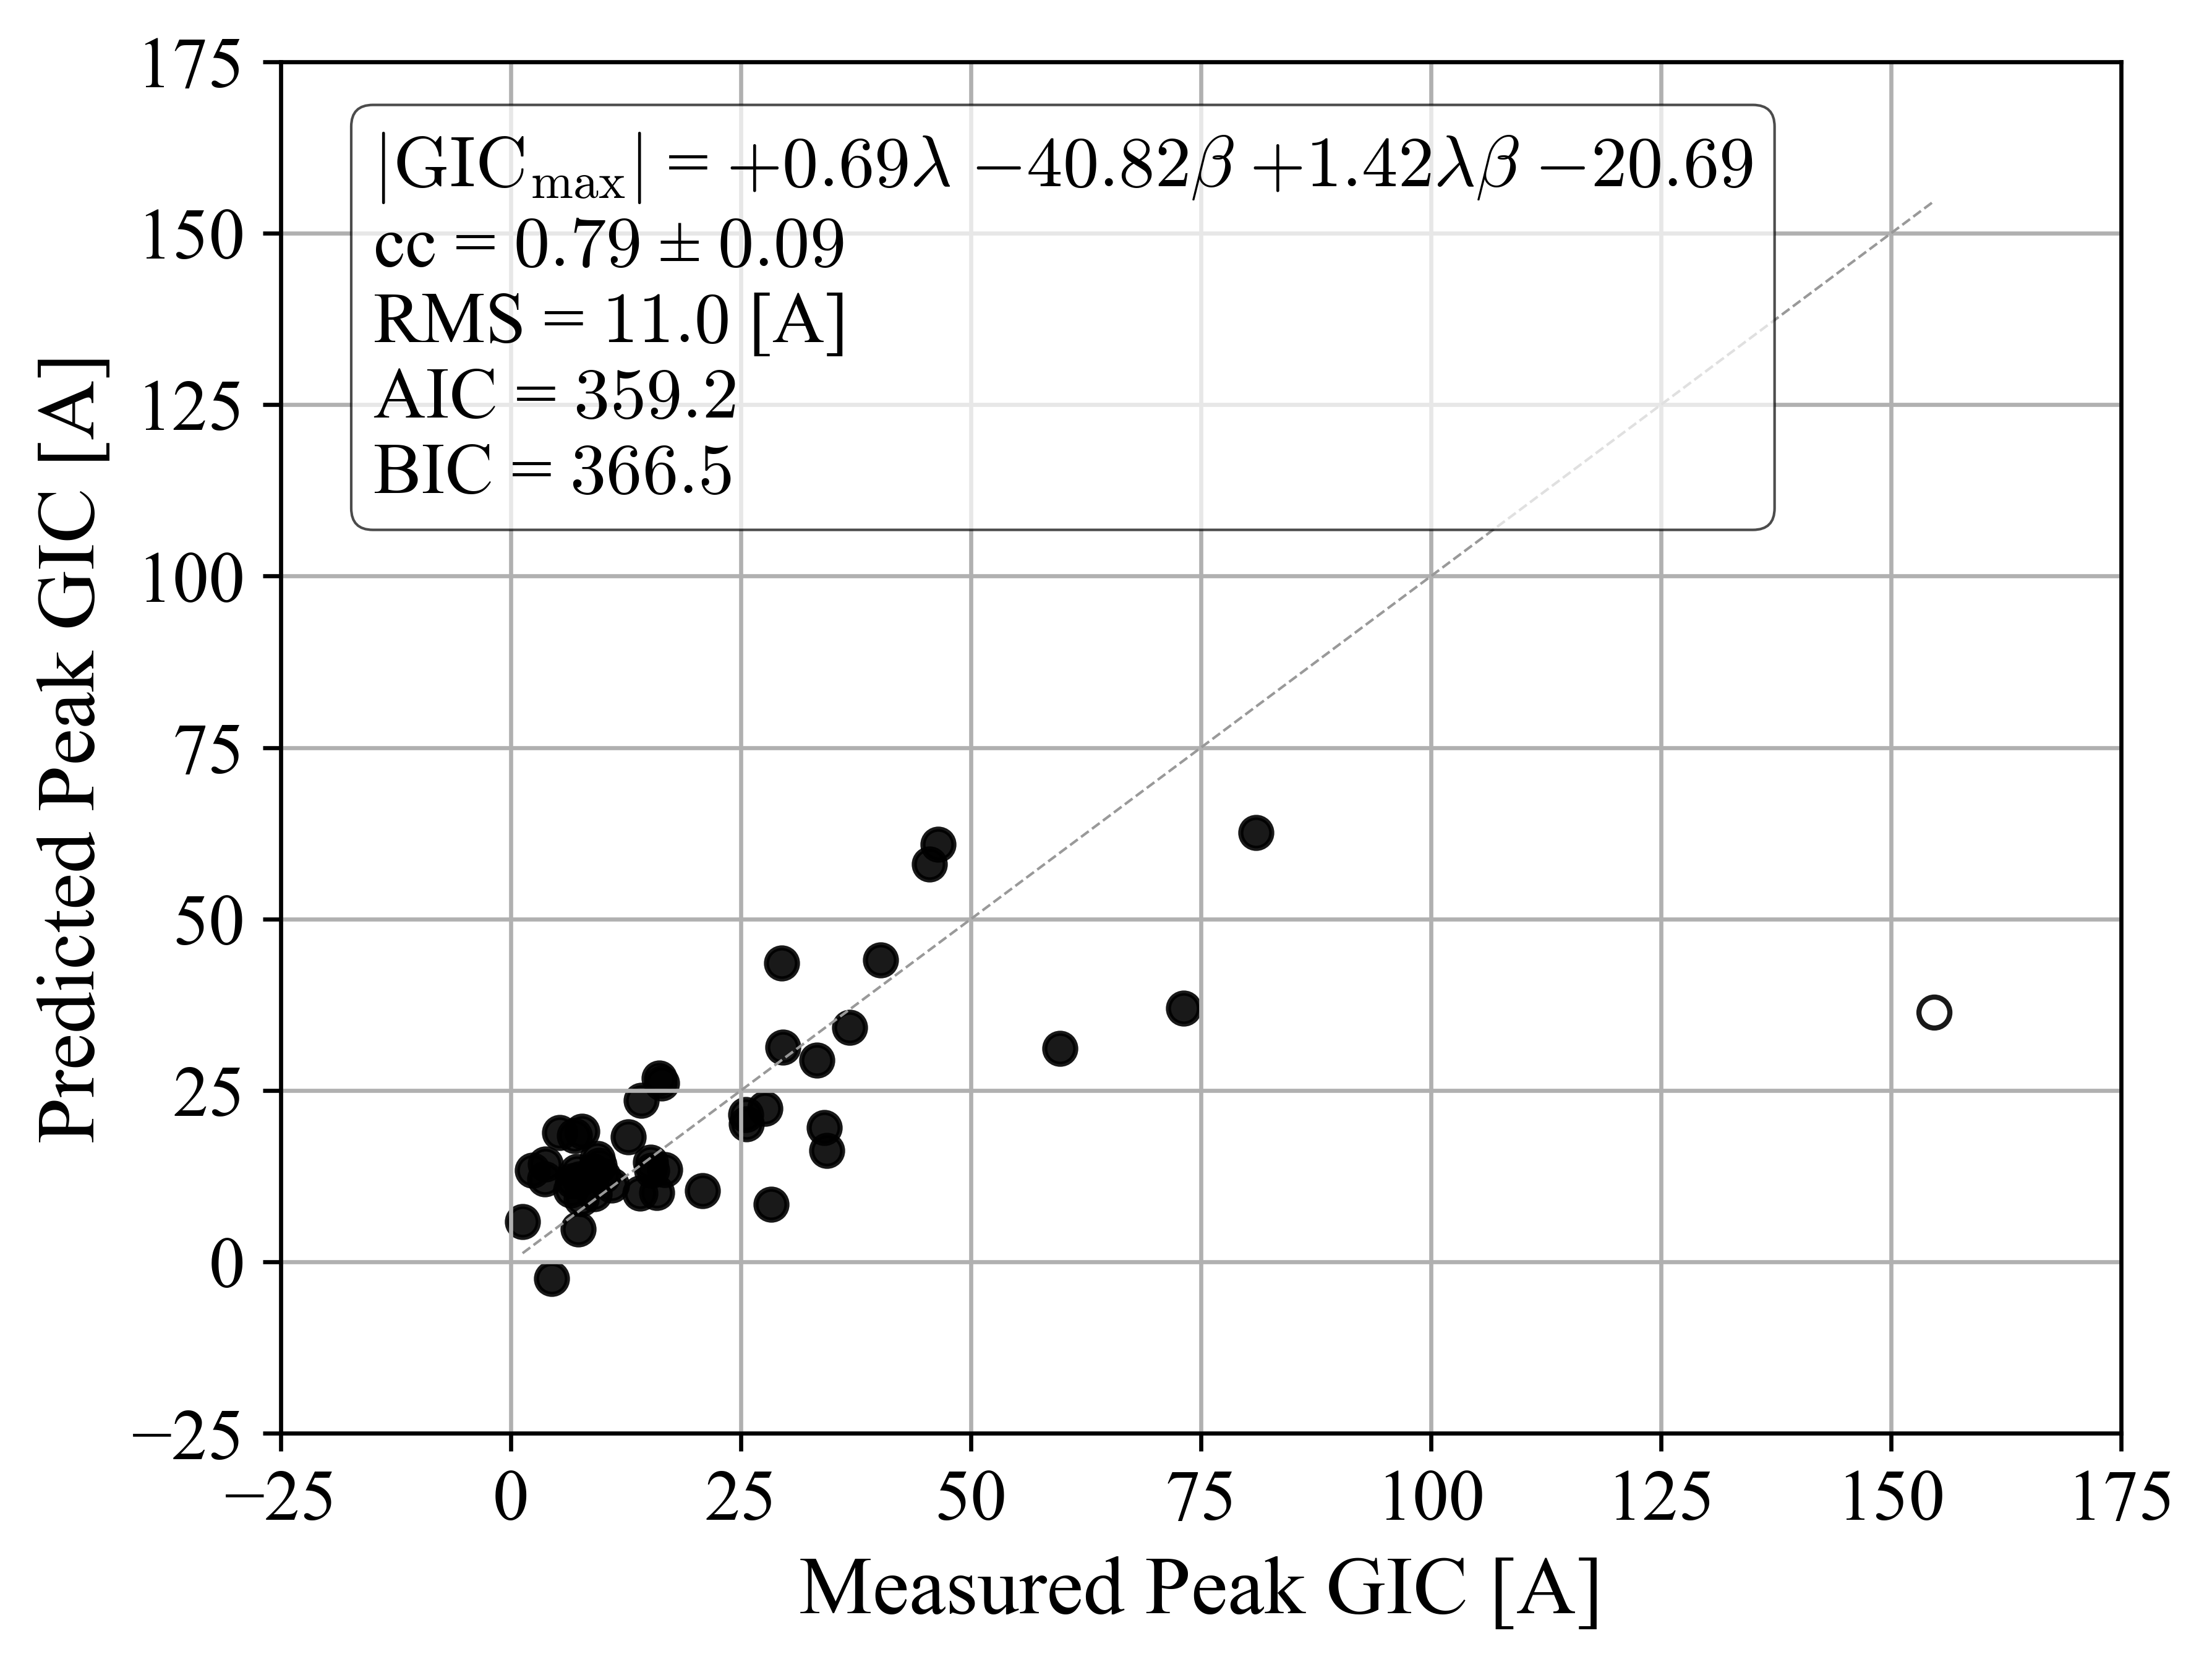 |GIC_max| = +0.69λ −40.82β +1.42λβ −20.69
cc = 0.79 ± 0.09
RMS = 11.0 [A]
AIC = 359.2
BIC = 366.5
Predicted Peak GIC [A]
175
150
125
100
75
50
25
0
−25
−25 0 25 50 75 100 125 150 175
Measured Peak GIC [A]